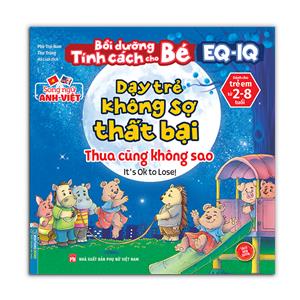 Bồi dưỡng
Tính cách cho Bé
EQ-IQ
Song ngữ
ANH-VIỆT
Dành cho
trẻ em
từ 2-8
tuổi
Dạy trẻ
không sợ
thất bại
Thua cũng không sao
It's Ok to Lose!
NHÀ XUẤT BẢN PHỤ NỮ VIỆT NAM